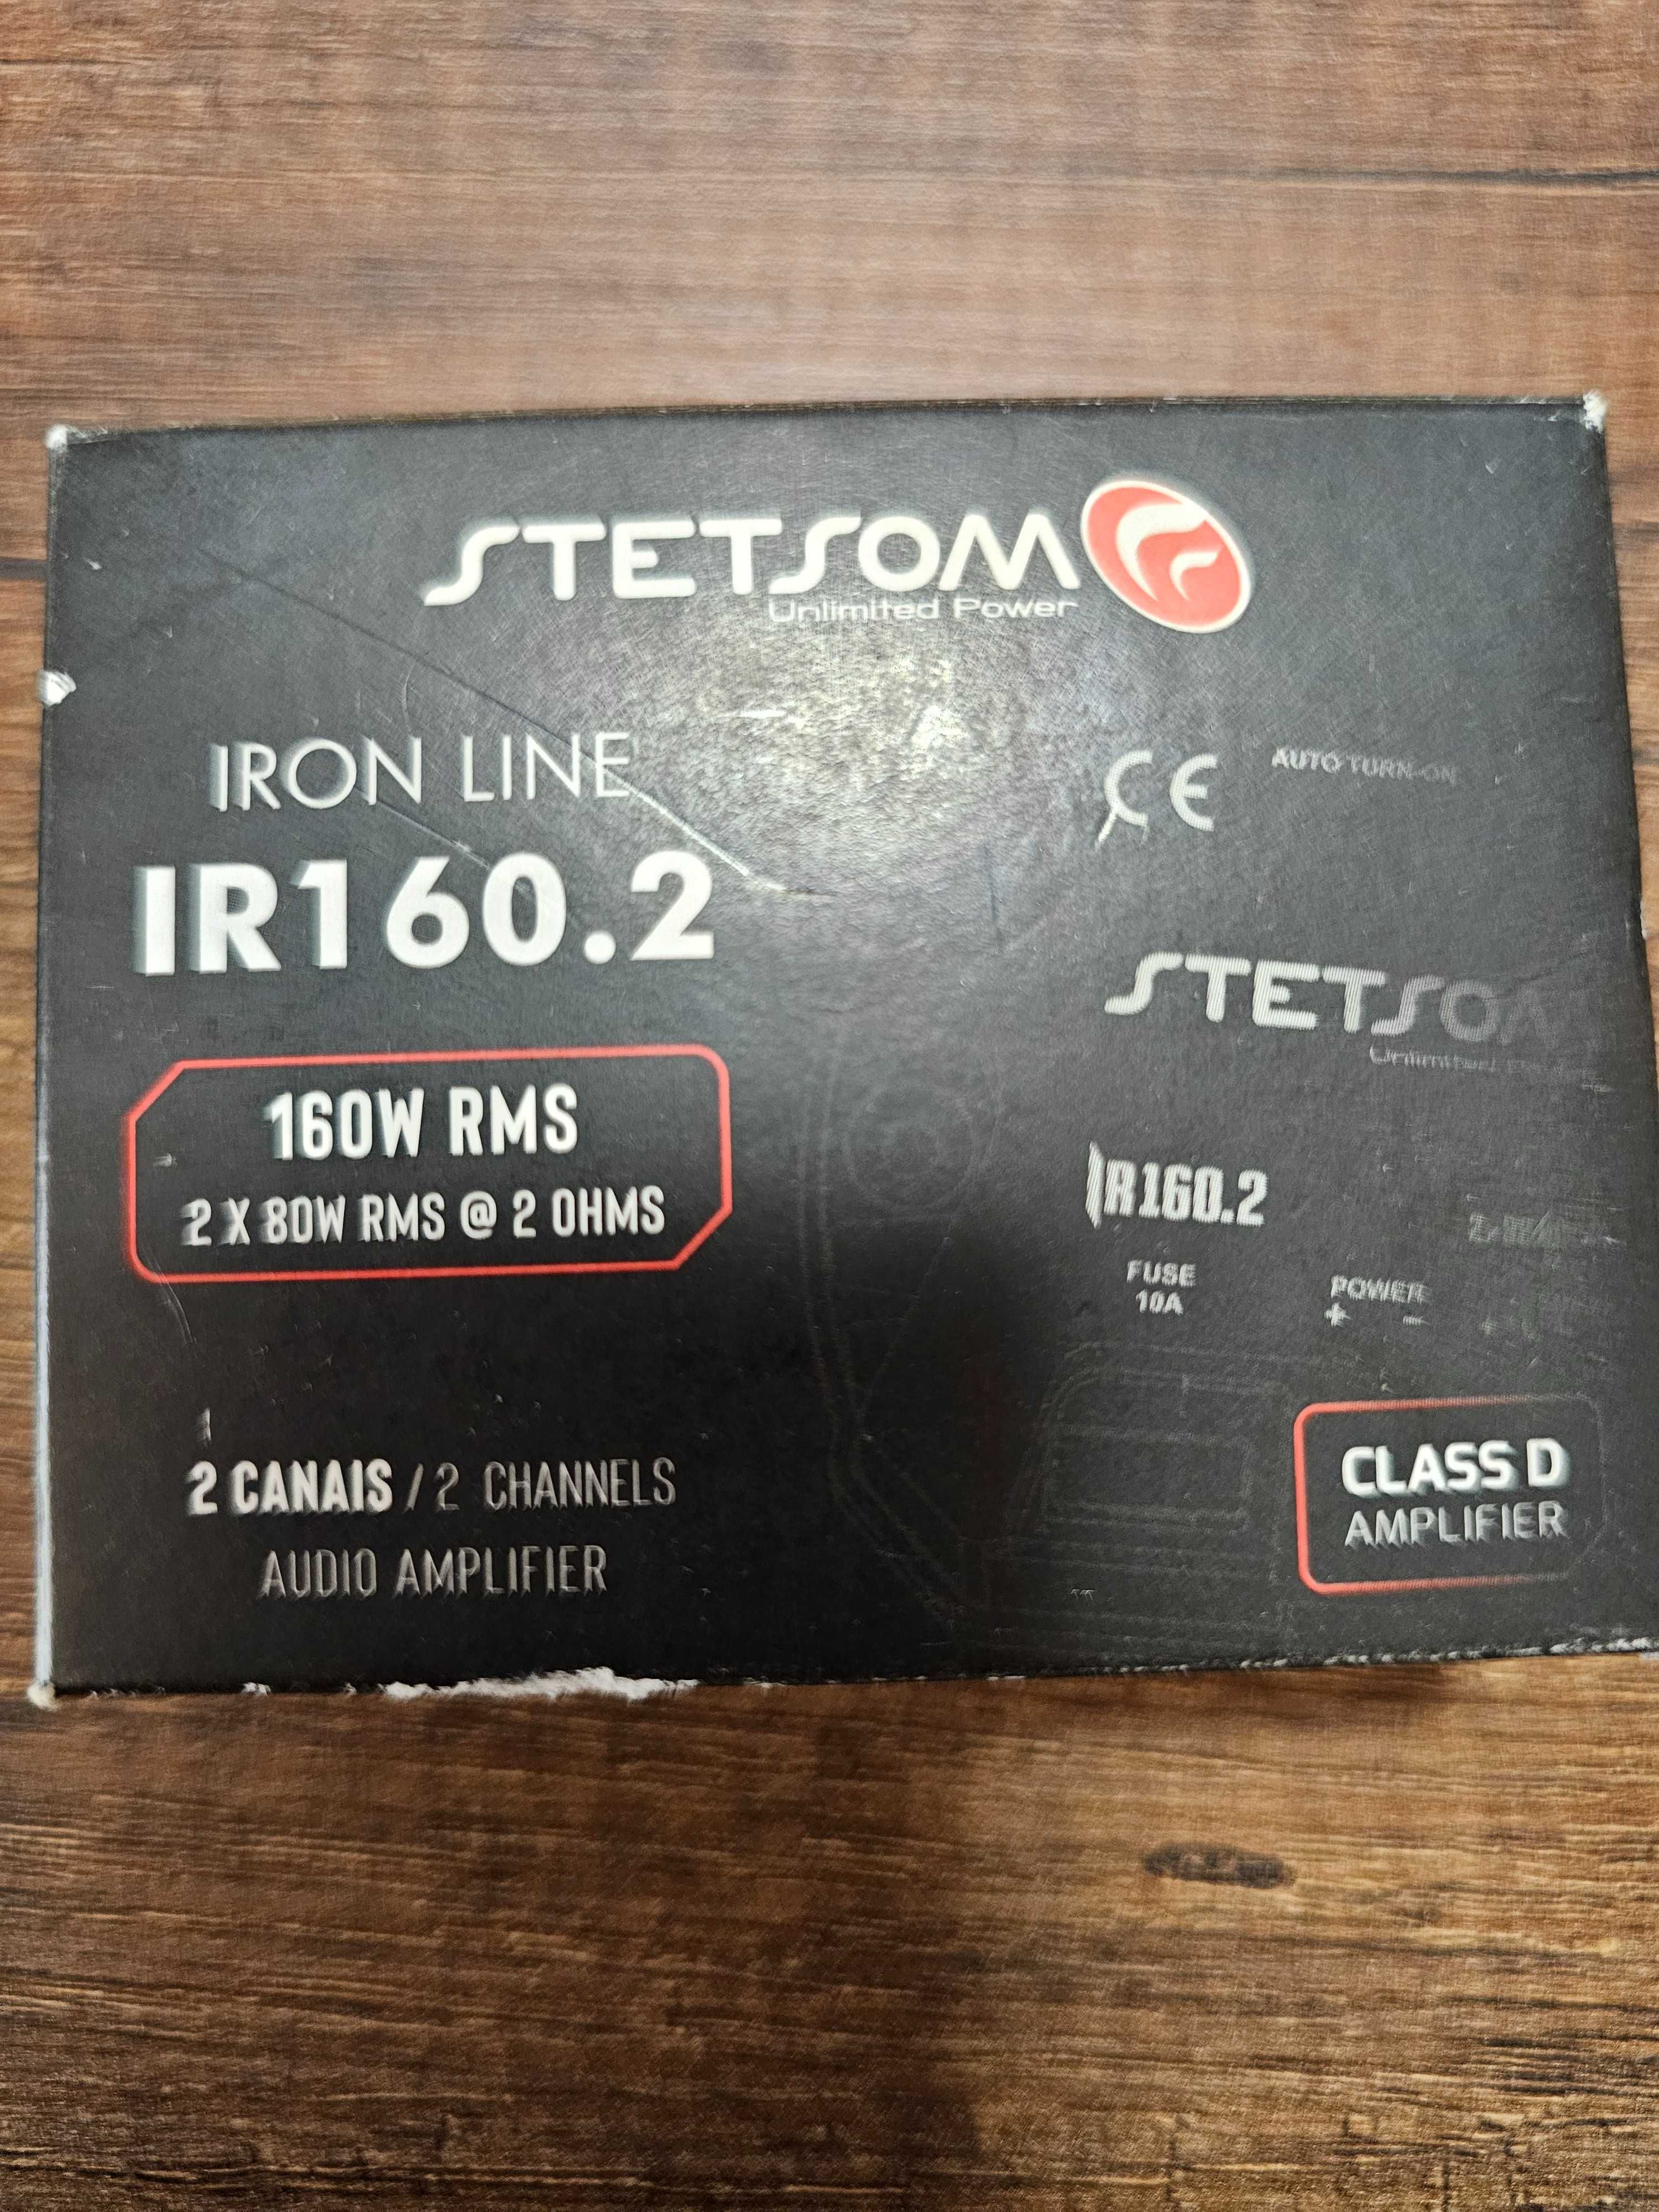 STETSOM
Unlimited Power
IRON LINE
IR160.2
160W RMS
2 X 80W RMS @ 2 OHMS
2 CANAIS / 2 CHANNELS
AUDIO AMPLIFIER
CE
AUTO TURN-ON
STETSOM
Unlimited
IR160.2
FUSE
10A
POWER
+ -
CLASS D
AMPLIFIER